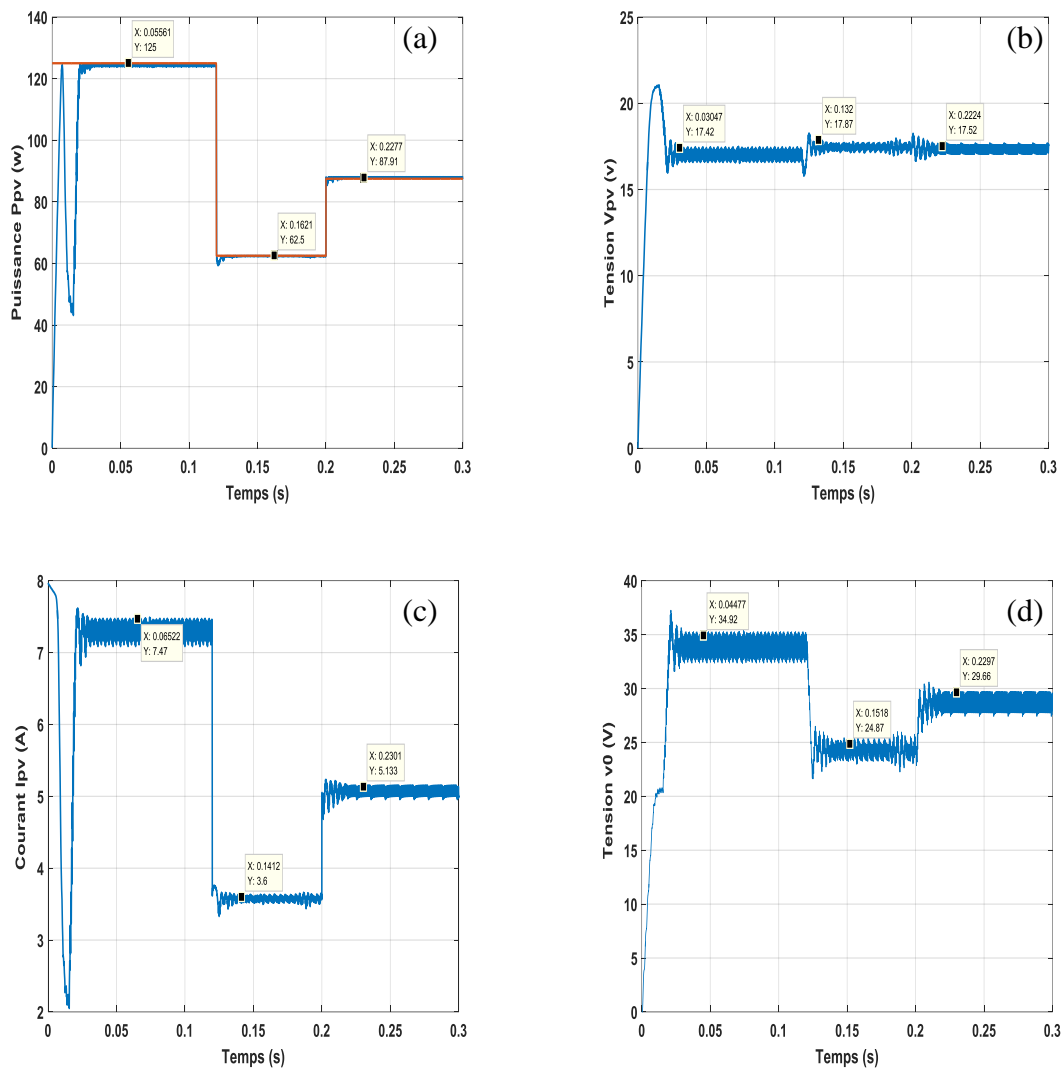 (a)
140
120
100
80
60
40
20
0
Puissance Ppv (w)
X: 0.05561
Y: 125
X: 0.2277
Y: 87.91
X: 0.1621
Y: 62.5
0 0.05 0.1 0.15 0.2 0.25 0.3
Temps (s)
(b)
25
20
15
10
5
0
Tension Vpv (v)
X: 0.03047
Y: 17.42
X: 0.132
Y: 17.87
X: 0.2224
Y: 17.52
0 0.05 0.1 0.15 0.2 0.25 0.3
Temps (s)
(c)
8
7
6
5
4
3
2
Courant Ipv (A)
X: 0.06522
Y: 7.47
X: 0.2301
Y: 5.133
X: 0.1412
Y: 3.6
0 0.05 0.1 0.15 0.2 0.25 0.3
Temps (s)
(d)
40
35
30
25
20
15
10
5
0
Tension v0 (V)
X: 0.04477
Y: 34.92
X: 0.2297
Y: 29.66
X: 0.1518
Y: 24.87
0 0.05 0.1 0.15 0.2 0.25 0.3
Temps (s)